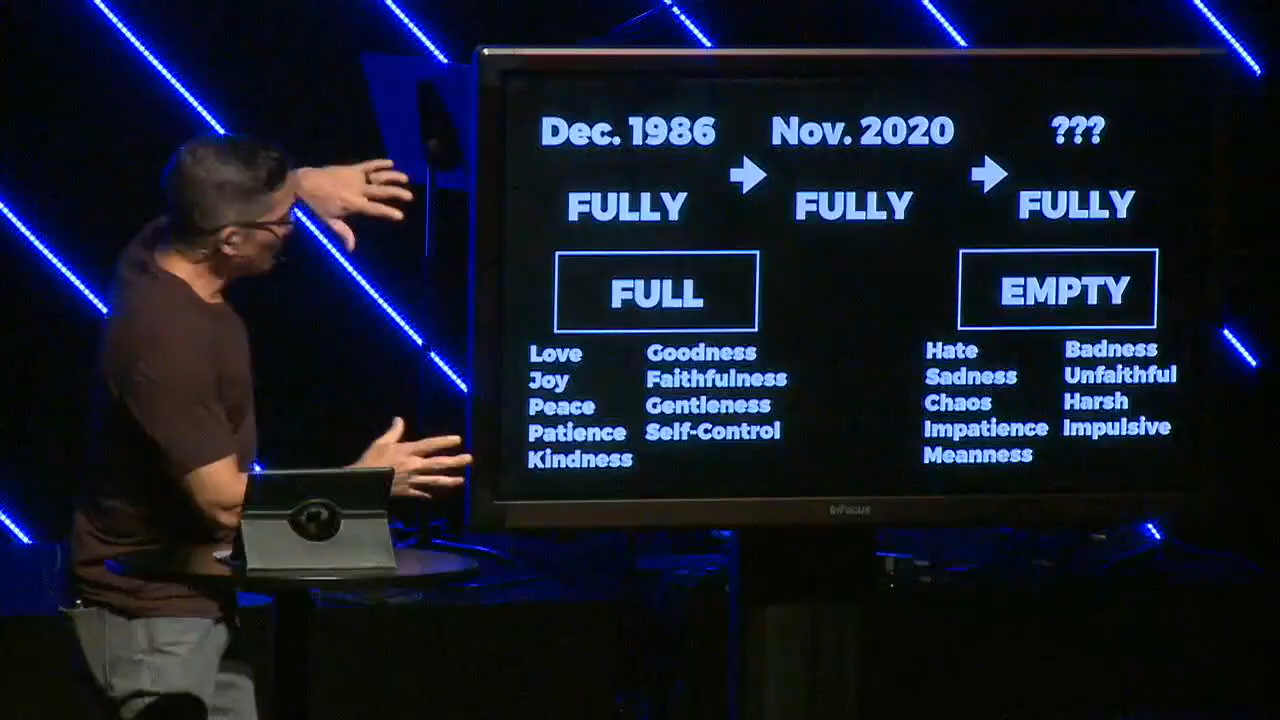 Dec. 1986 Nov. 2020 ???
FULLY FULLY FULLY
FULL EMPTY
Love Goodness
Joy Faithfulness
Peace Gentleness
Patience Self-Control
Kindness
Hate Badness
Sadness Unfaithful
Chaos Harsh
Impatience Impulsive
Meanness
InFocus